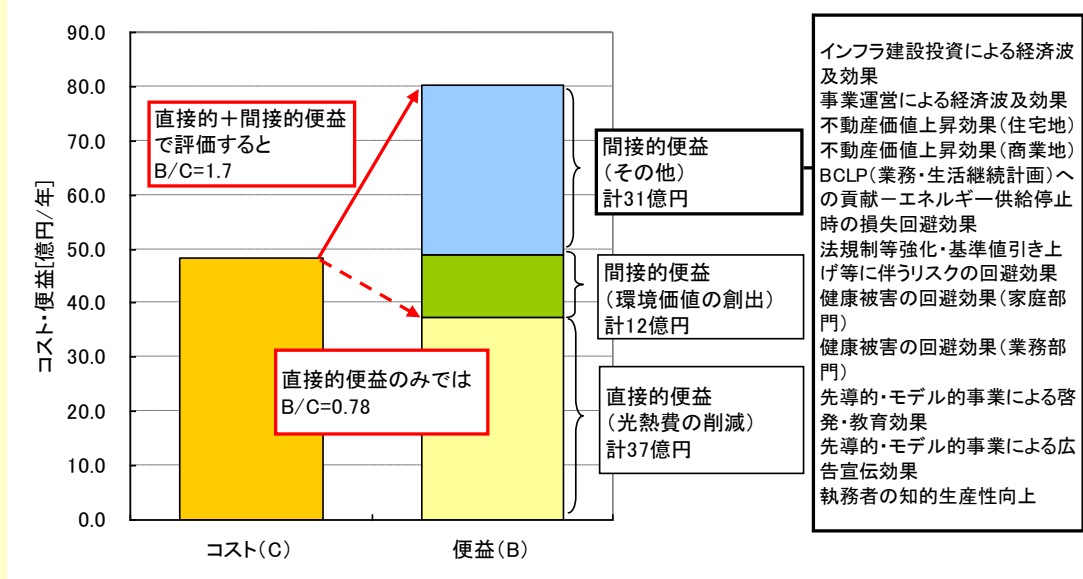 90.0
80.0
70.0
60.0
50.0
40.0
30.0
20.0
10.0
0.0
コスト・便益[億円/年]
コスト(C)
便益(B)
直接的+間接的便益
で評価すると
B/C=1.7
直接的便益のみでは
B/C=0.78
間接的便益
(その他)
計31億円
間接的便益
(環境価値の創出)
計12億円
直接的便益
(光熱費の削減)
計37億円
インフラ建設投資による経済波
及効果
事業運営による経済波及効果
不動産価値上昇効果(住宅地)
不動産価値上昇効果(商業地)
BCLP(業務・生活継続計画)へ
の貢献-エネルギー供給停止
時の損失回避効果
法規制等強化・基準値引き上
げ等に伴うリスクの回避効果
健康被害の回避効果(家庭部
門)
健康被害の回避効果(業務部
門)
先導的・モデル的事業による啓
発・教育効果
先導的・モデル的事業による広
告宣伝効果
執務者の知的生産性向上